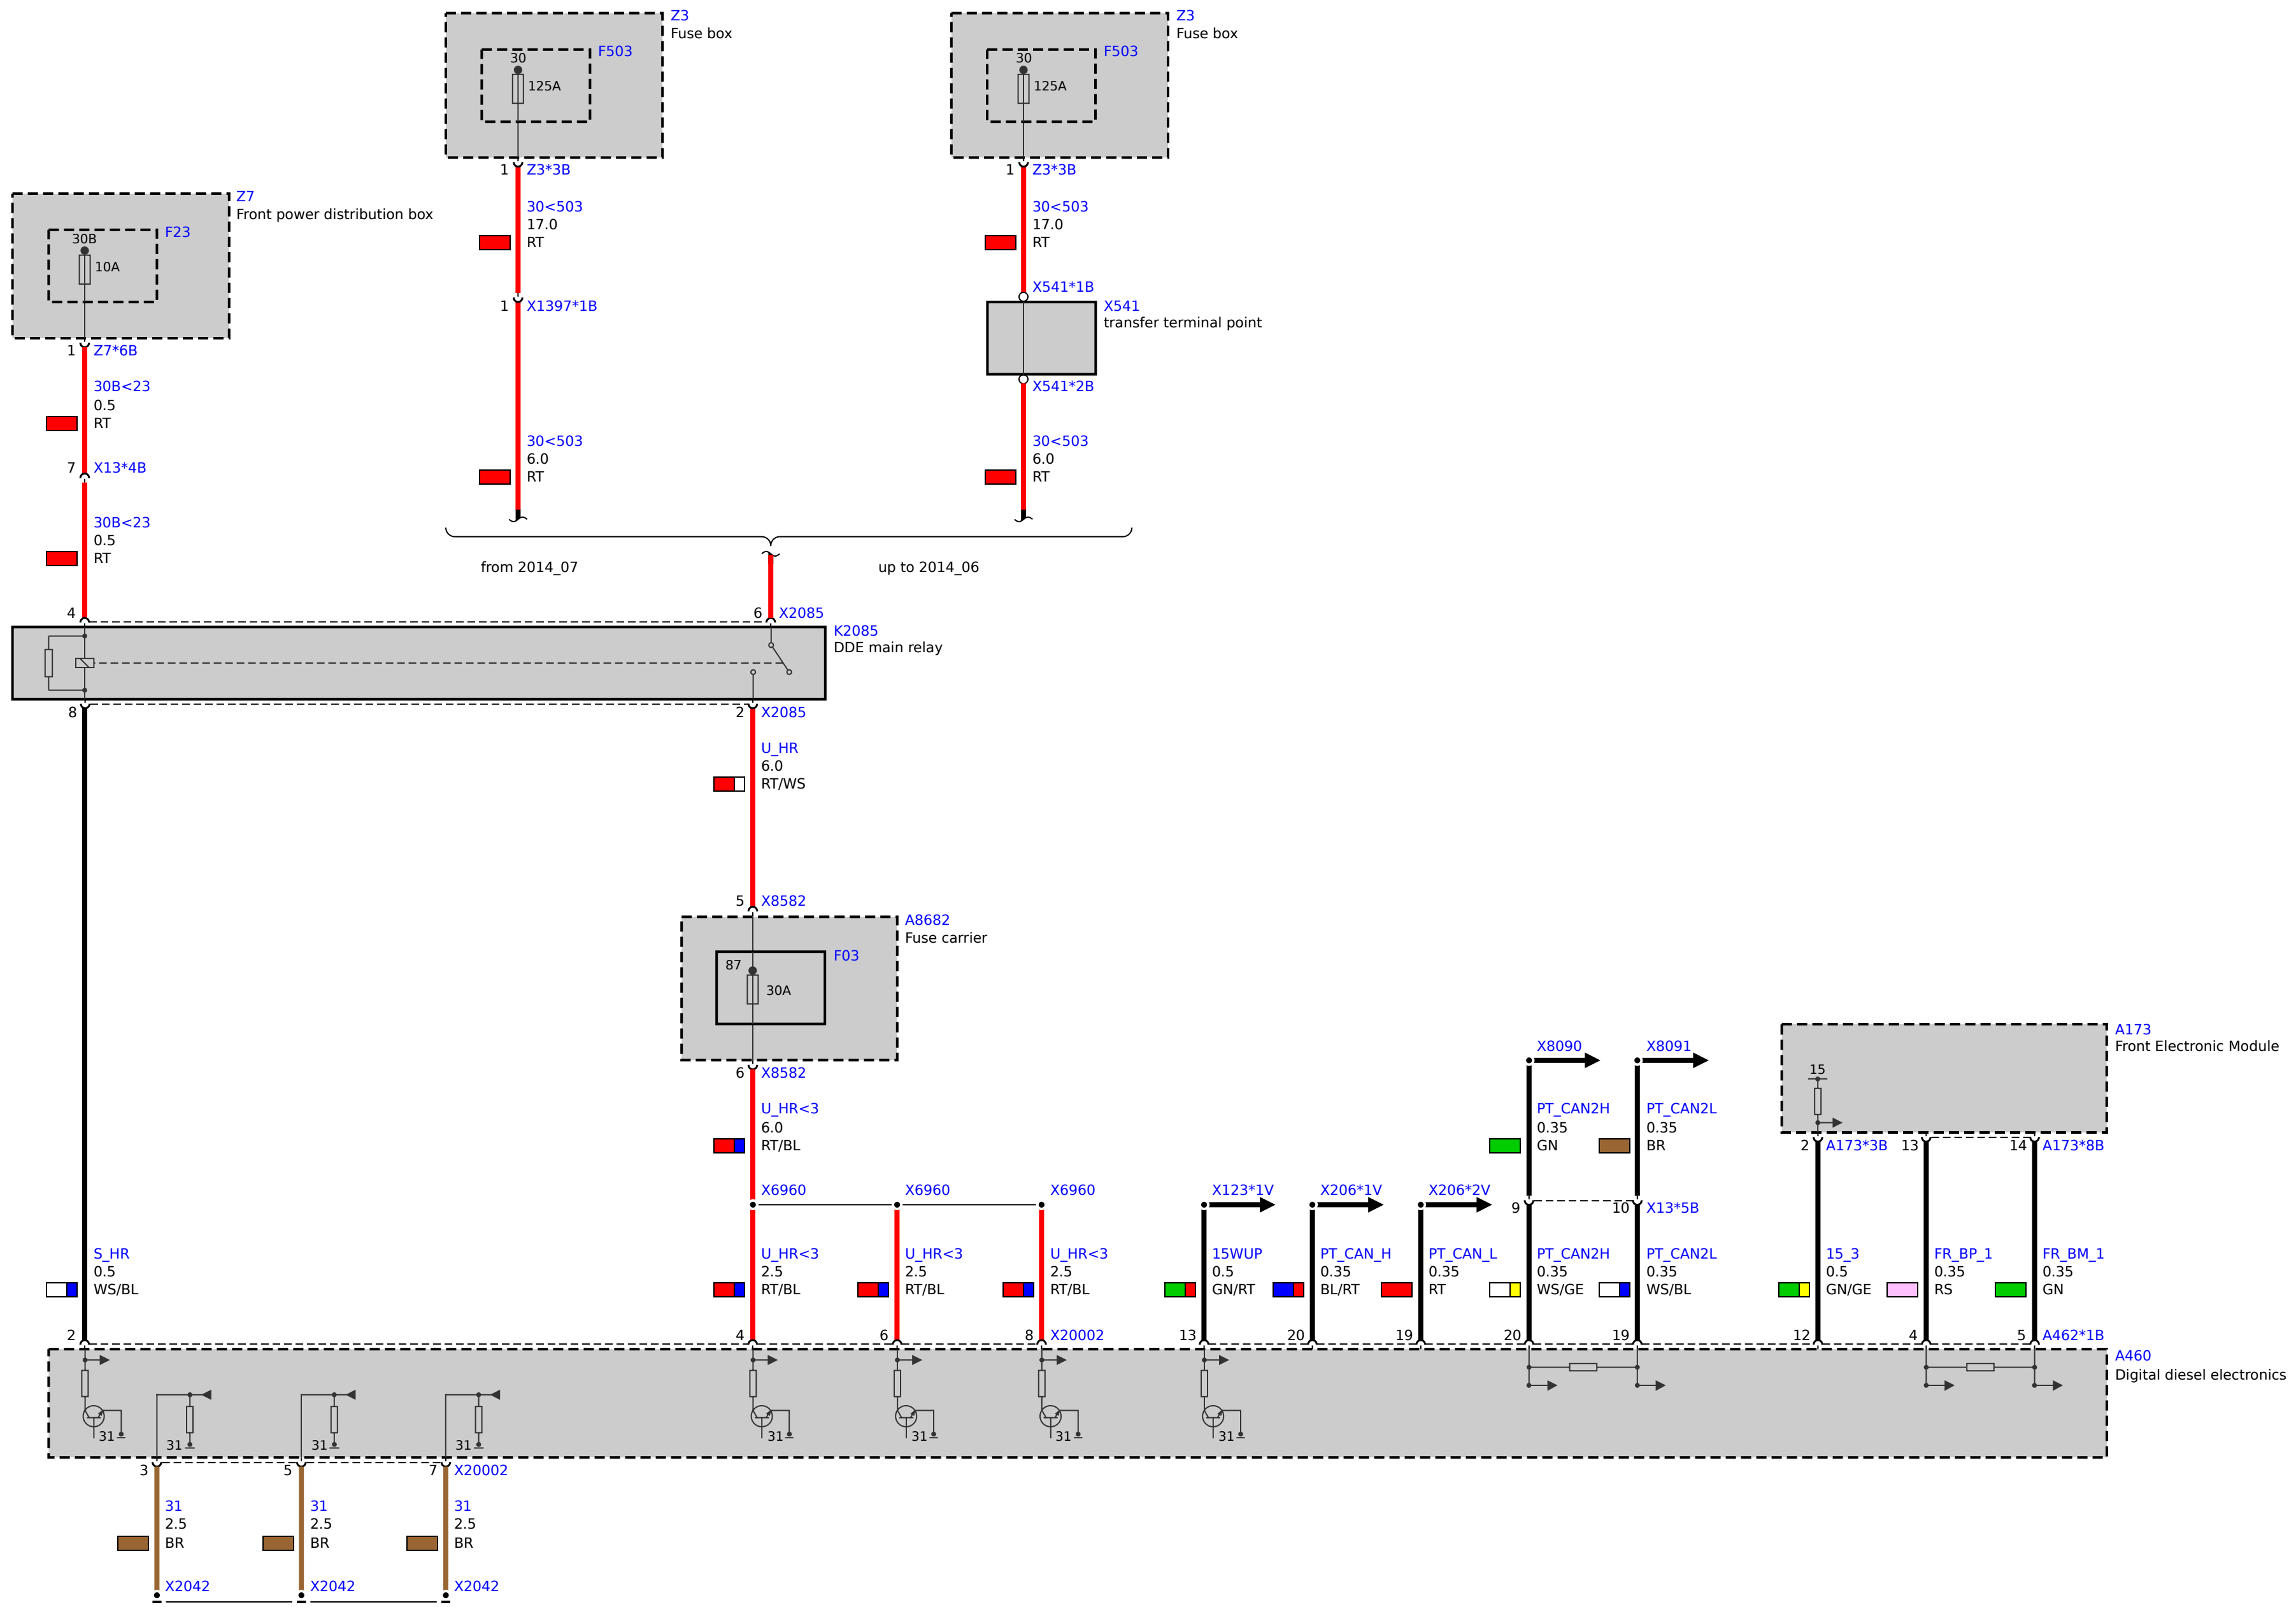 Z3
Fuse box
F503
30
125A
1
Z3*3B
30<503
17.0
RT
1
X1397*1B
30<503
6.0
RT
Z3
Fuse box
F503
30
125A
1
Z3*3B
30<503
17.0
RT
X541*1B
X541
transfer terminal point
X541*2B
30<503
6.0
RT
Z7
Front power distribution box
F23
30B
10A
1
Z7*6B
30B<23
0.5
RT
7
X13*4B
30B<23
0.5
RT
from 2014_07
up to 2014_06
4
6
X2085
K2085
DDE main relay
8
2
X2085
U_HR
6.0
RT/WS
5
X8582
A8682
Fuse carrier
F03
87
30A
6
X8582
U_HR<3
6.0
RT/BL
X6960
X6960
X6960
X8090
X8091
PT_CAN2H
0.35
GN
PT_CAN2L
0.35
BR
9
10
X13*5B
A173
Front Electronic Module
15
2
A173*3B
13
14
A173*8B
X123*1V
X206*1V
X206*2V
S_HR
0.5
WS/BL
U_HR<3
2.5
RT/BL
U_HR<3
2.5
RT/BL
U_HR<3
2.5
RT/BL
15WUP
0.5
GN/RT
PT_CAN_H
0.35
BL/RT
PT_CAN_L
0.35
RT
PT_CAN2H
0.35
WS/GE
PT_CAN2L
0.35
WS/BL
15_3
0.5
GN/GE
FR_BP_1
0.35
RS
FR_BM_1
0.35
GN
2
4
6
8
X20002
13
20
19
20
19
12
4
5
A462*1B
A460
Digital diesel electronics
31
31
31
31
31
31
31
31
3
5
7
X20002
31
2.5
BR
31
2.5
BR
31
2.5
BR
X2042
X2042
X2042